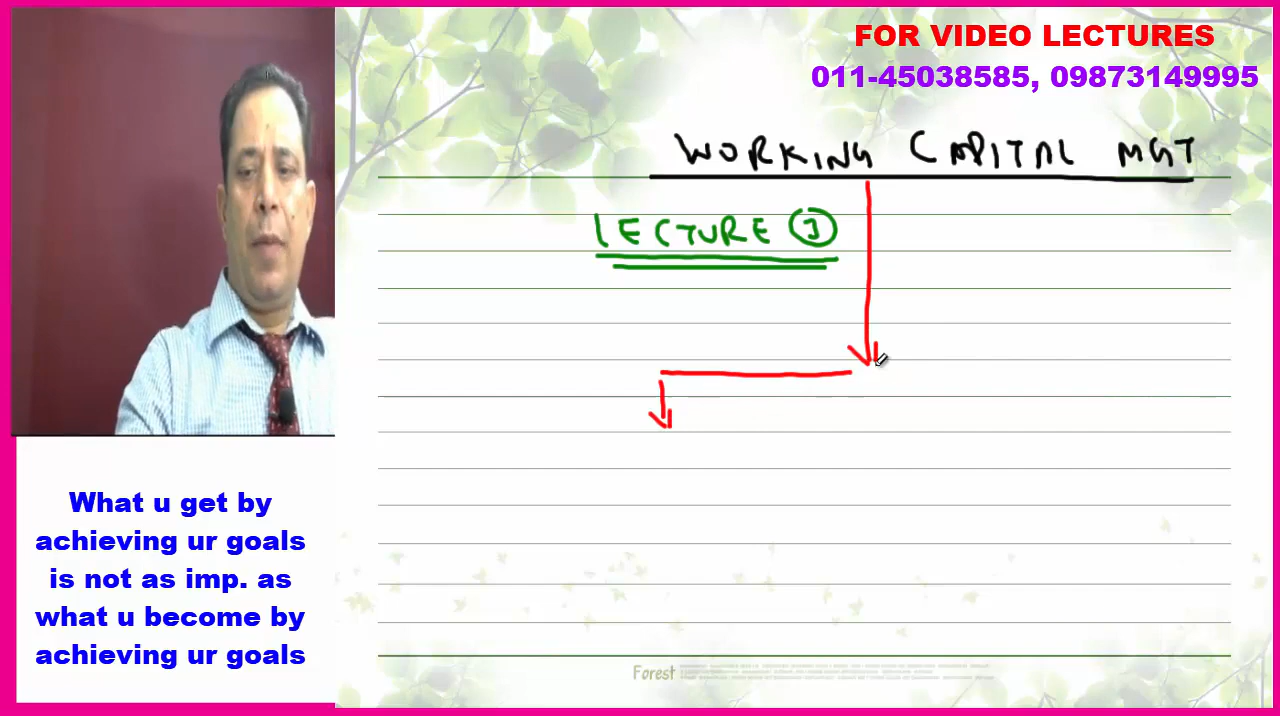 FOR VIDEO LECTURES
011-45038585, 09873149995
WORKING CAPITAL MGT
LECTURE 1
What u get by
achieving ur goals
is not as imp. as
what u become by
achieving ur goals
Forest